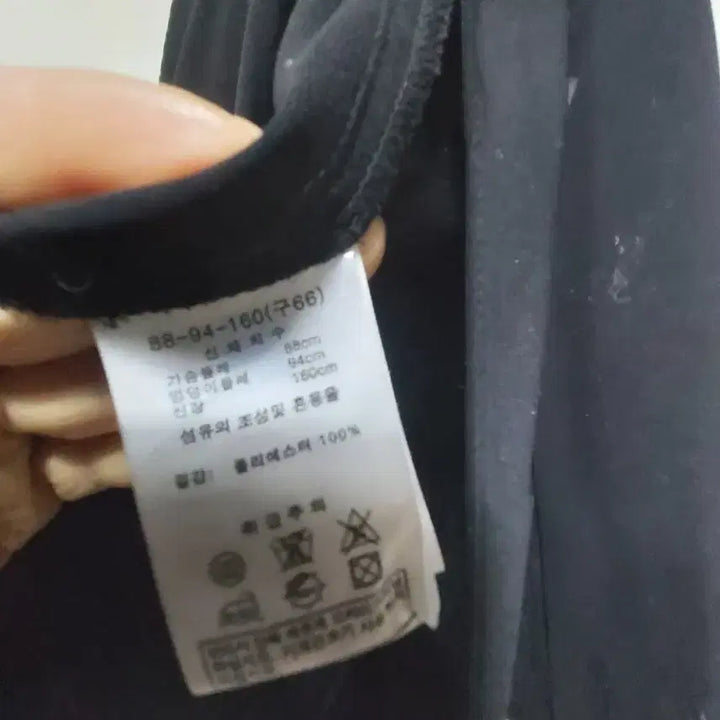 88-94-160(구66)
신체치수
가슴둘레 88cm
엉덩이둘레 94cm
신장 160cm
섬유의 조성및 혼용율
겉감: 폴리에스터 100%
취급주의